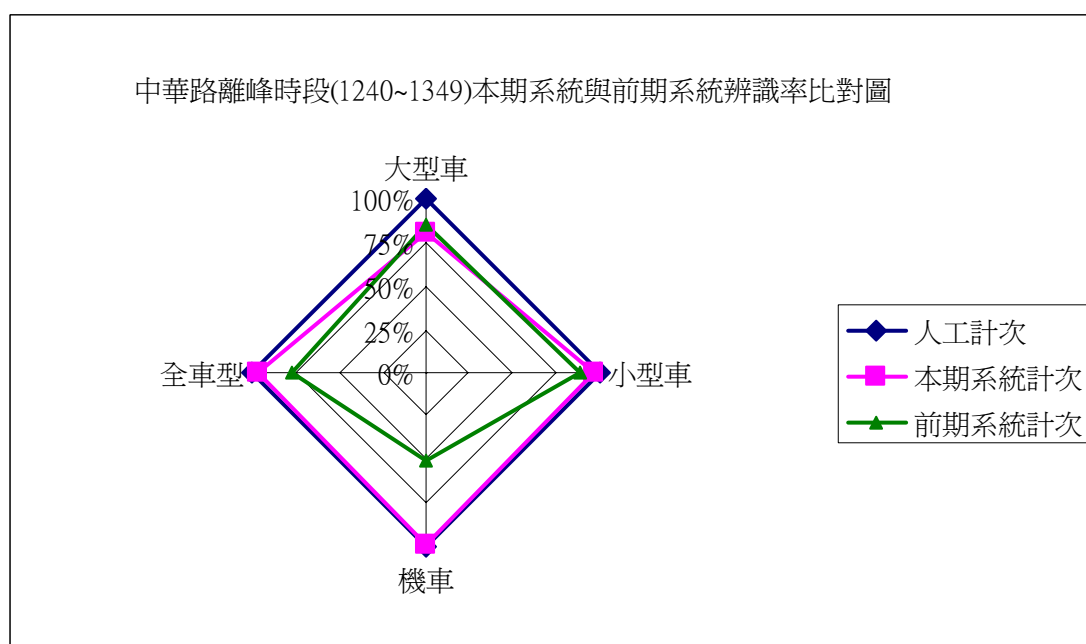 中華路離峰時段(1240~1349)本期系統與前期系統辨識率比對圖
大型車
100%
75%
50%
25%
0%
全車型
小型車
機車
人工計次
本期系統計次
前期系統計次